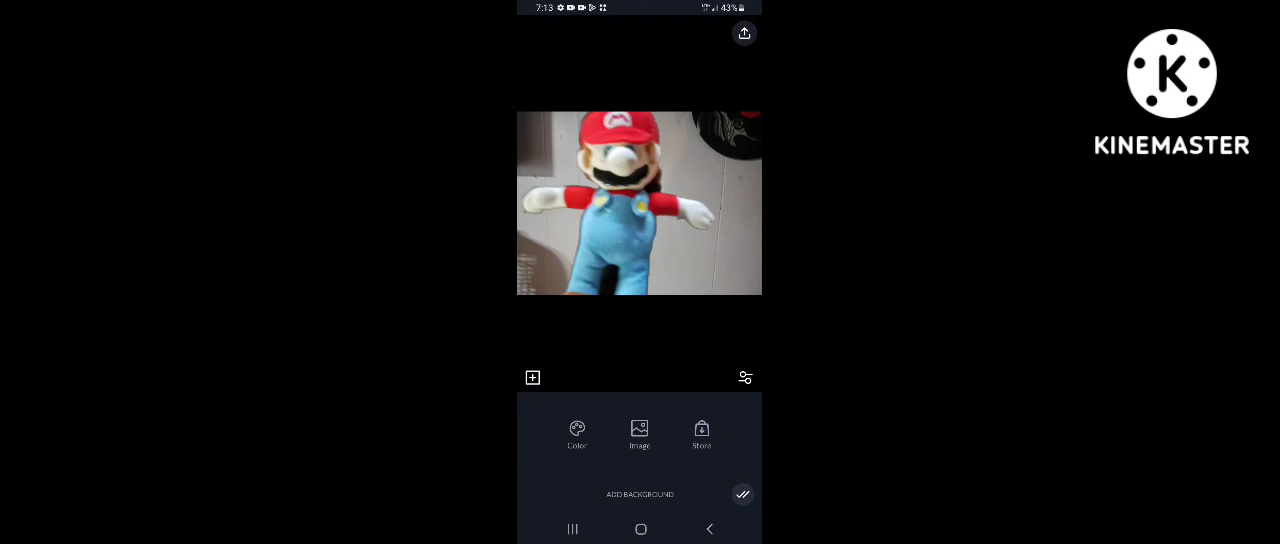 7:13
43%
K
KINEMASTER
M
Color Image Store
ADD BACKGROUND